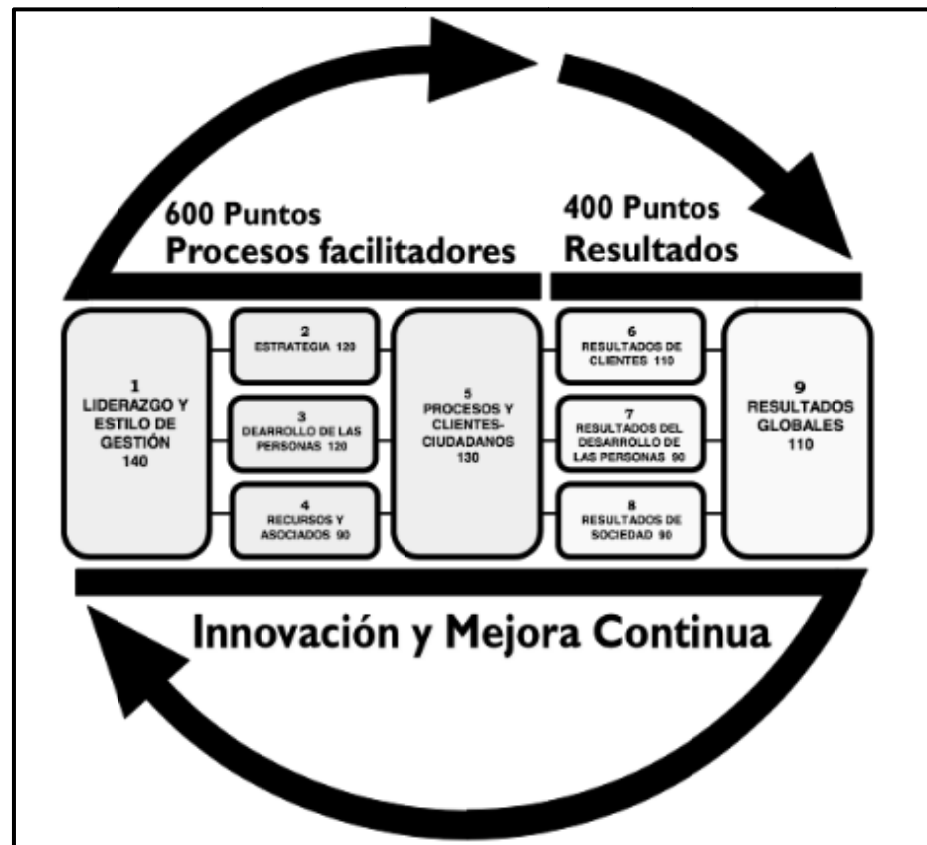 600 Puntos
Procesos facilitadores
400 Puntos
Resultados
1
LIDERAZGO Y
ESTILO DE
GESTIÓN
140
2
ESTRATEGIA 120
3
DEARROLLO DE LAS
PERSONAS 120
4
RECURSOS Y
ASOCIADOS 90
5
PROCESOS Y
CLIENTES-
CIUDADANOS
130
6
RESULTADOS DE
CLIENTES 110
7
RESULTADOS DEL
DESARROLLO DE
LAS PERSONAS 90
8
RESULTADOS DE
SOCIEDAD 90
9
RESULTADOS
GLOBALES
110
Innovación y Mejora Continua